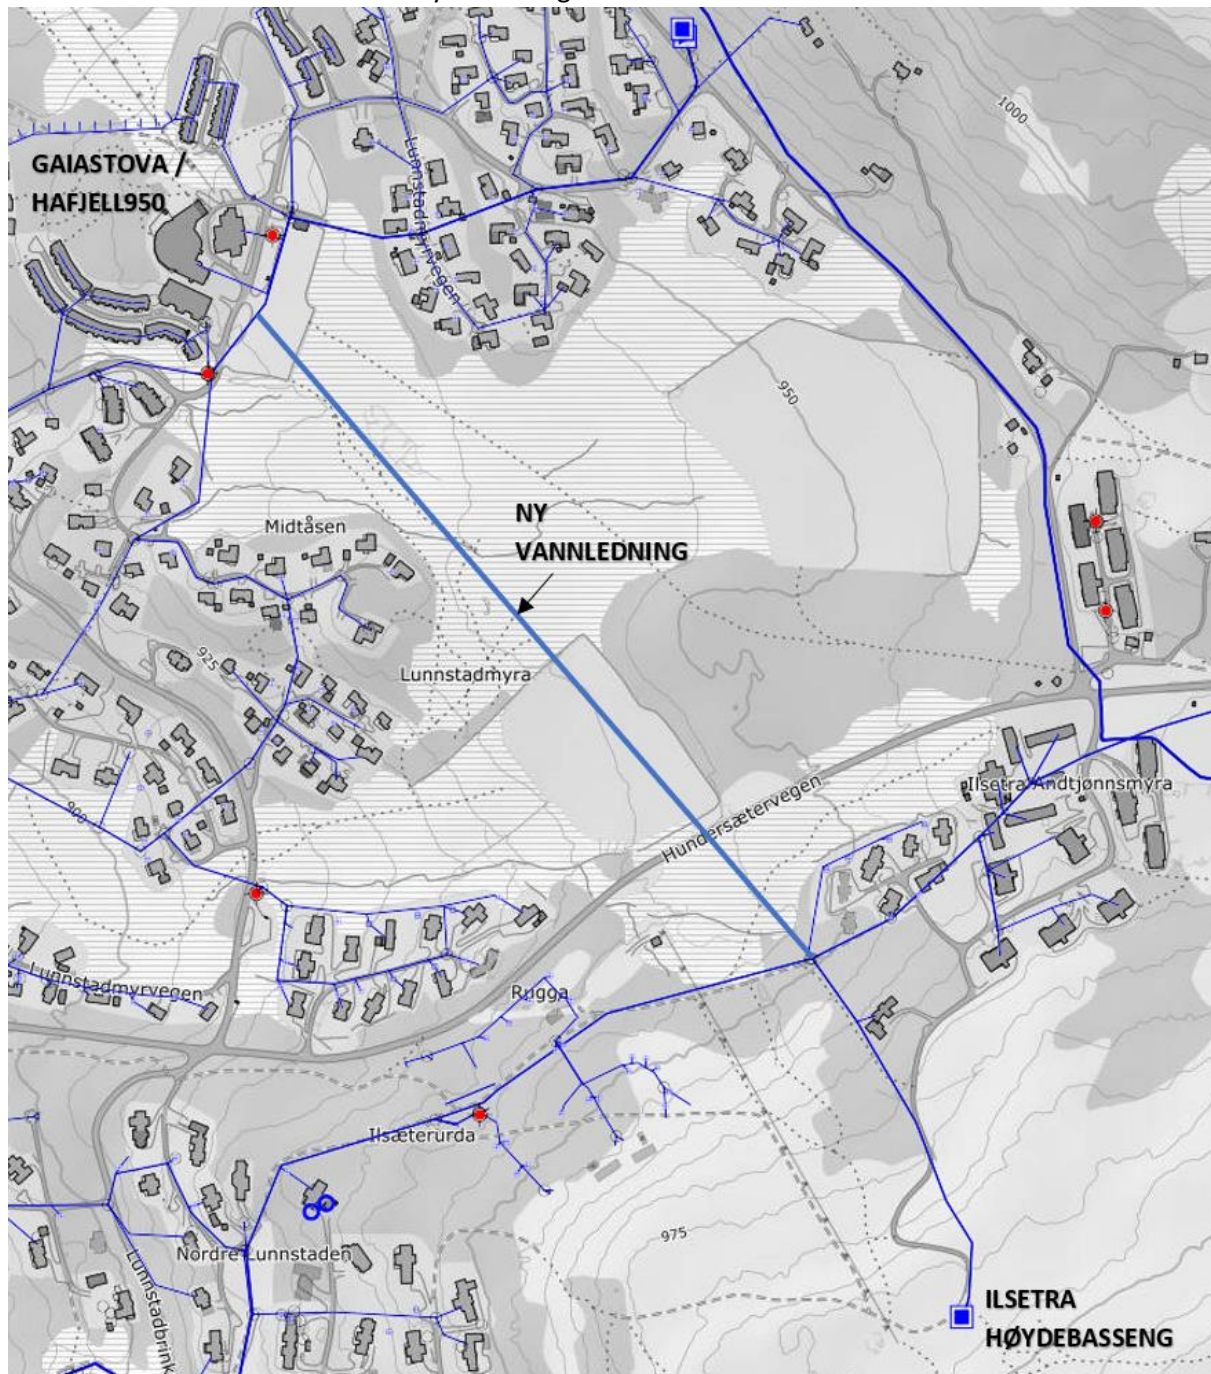 1000
GAIASTOVA /
HAFJELL950
Lunnstadmyrvegen
950
NY
VANNLEDNING
Midtåsen
925
Lunnstadmyra
Hundersætervegen
Ilsetra Andtjønnsmyra
900
Lunnstadmyrvegen
Rugga
Ilsæterurda
975
Nordre Lunnstaden
Lunnstadbrink
ILSETRA
HØYDEBASSENG